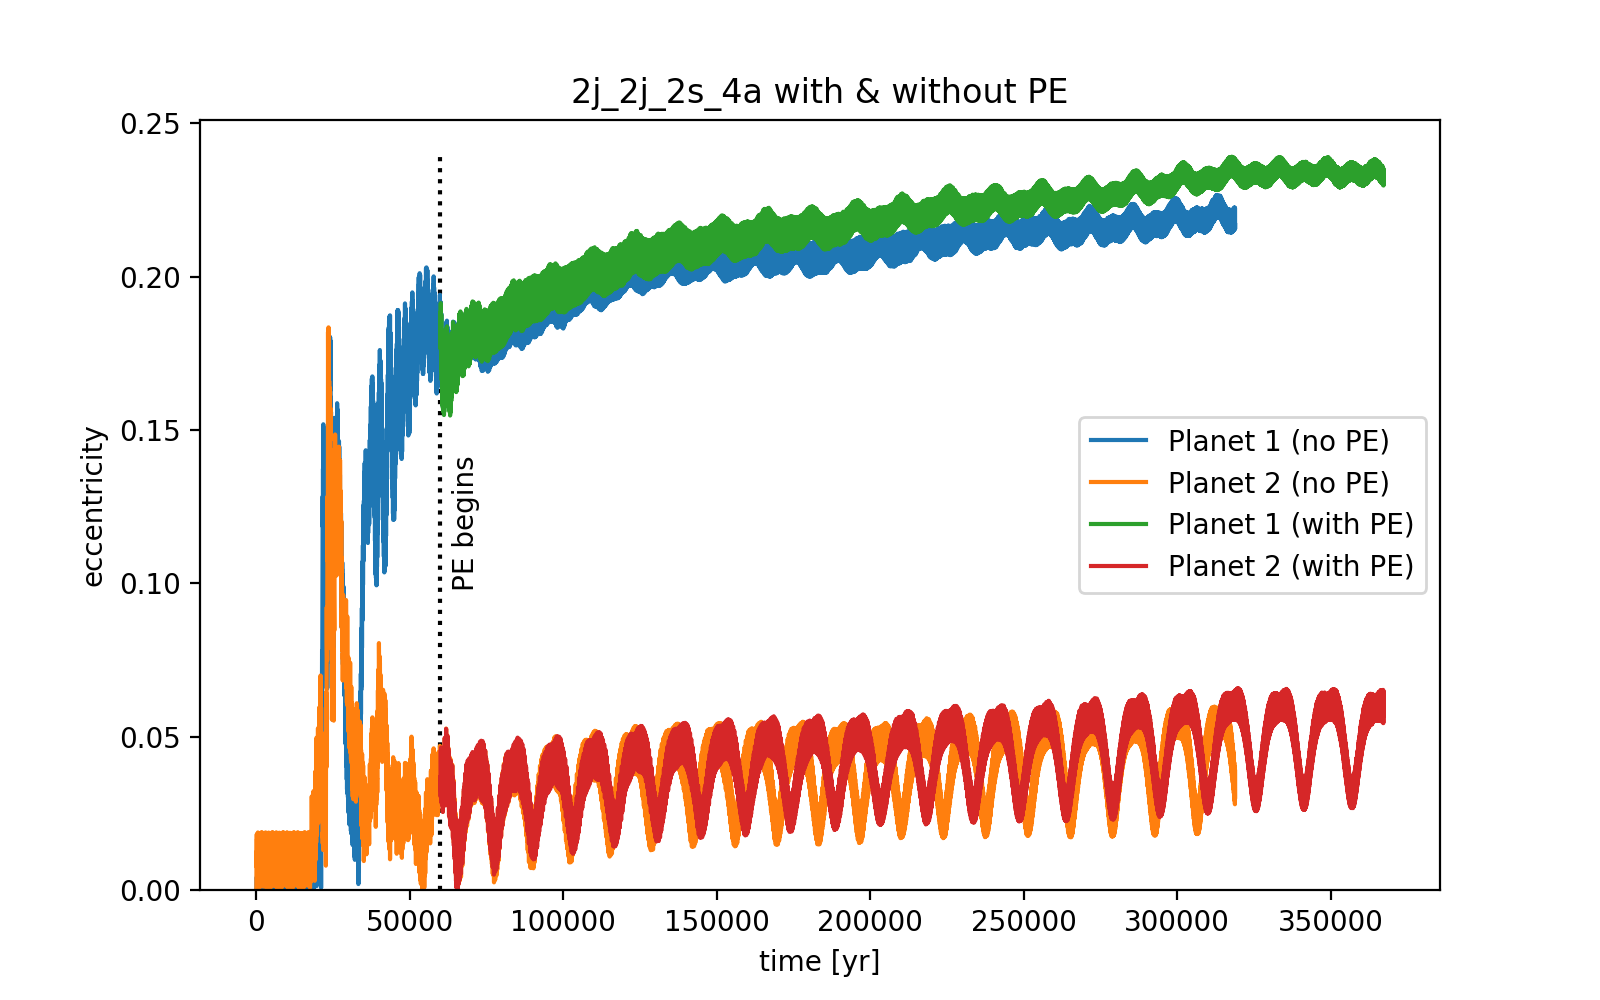 2j_2j_2s_4a with & without PE
0.25
0.20
0.15
0.10
0.05
0.00
eccentricity
PE begins
Planet 1 (no PE)
Planet 2 (no PE)
Planet 1 (with PE)
Planet 2 (with PE)
0 50000 100000 150000 200000 250000 300000 350000
time [yr]